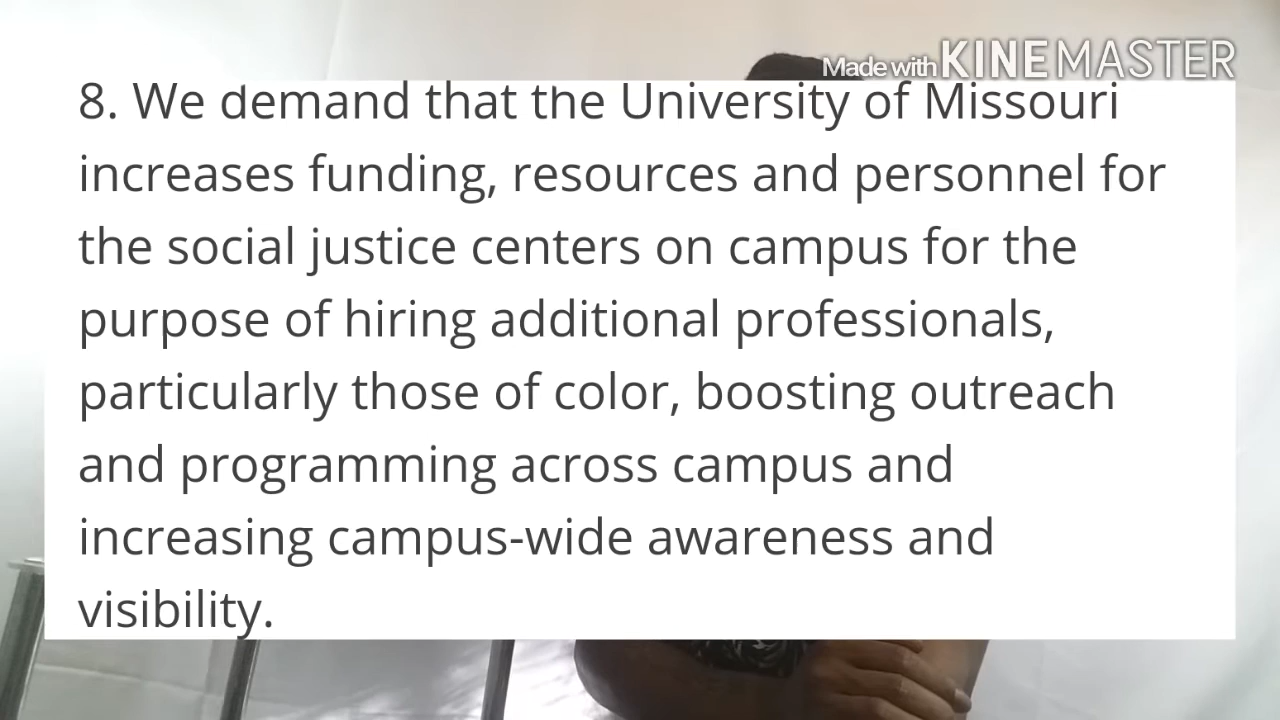 Made with KINEMASTER
8. We demand that the University of Missouri
increases funding, resources and personnel for
the social justice centers on campus for the
purpose of hiring additional professionals,
particularly those of color, boosting outreach
and programming across campus and
increasing campus-wide awareness and
visibility.